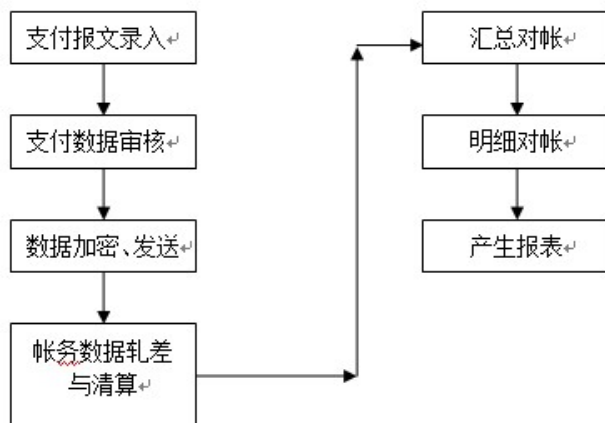 支付报文录入
支付数据审核
数据加密、发送
帐务数据轧差
与清算
汇总对帐
明细对帐
产生报表